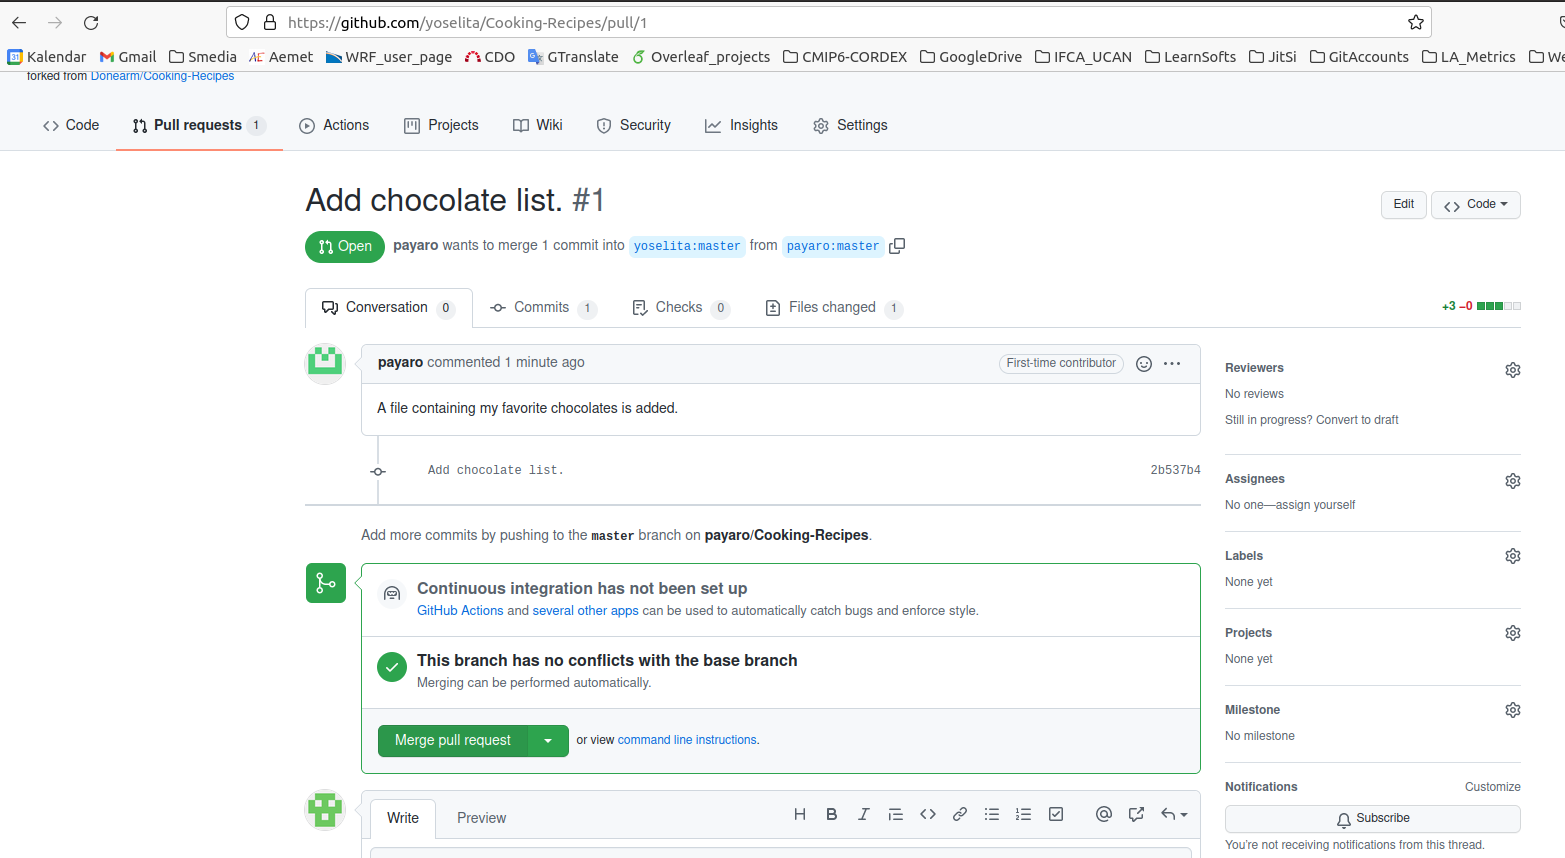 https://github.com/yoselita/Cooking-Recipes/pull/1
31 Kalendar Gmail Smedia AE Aemet WRF_user_page CDO GTranslate Overleaf_projects CMIP6-CORDEX GoogleDrive IFCA_UCAN LearnSofts JitSi GitAccounts LA_Metrics We
forked from Donearm/Cooking-Recipes
Code Pull requests 1 Actions Projects Wiki Security Insights Settings
Add chocolate list. #1
Edit Code
Open payaro wants to merge 1 commit into yoselita:master from payaro:master
Conversation 0 Commits 1 Checks 0 Files changed 1 +3 −0
payaro commented 1 minute ago First-time contributor
A file containing my favorite chocolates is added.
Add chocolate list. 2b537b4
Add more commits by pushing to the master branch on payaro/Cooking-Recipes.
Continuous integration has not been set up
GitHub Actions and several other apps can be used to automatically catch bugs and enforce style.
This branch has no conflicts with the base branch
Merging can be performed automatically.
Merge pull request or view command line instructions.
Write Preview
Reviewers
No reviews
Still in progress? Convert to draft
Assignees
No one—assign yourself
Labels
None yet
Projects
None yet
Milestone
No milestone
Notifications Customize
Subscribe
You're not receiving notifications from this thread.